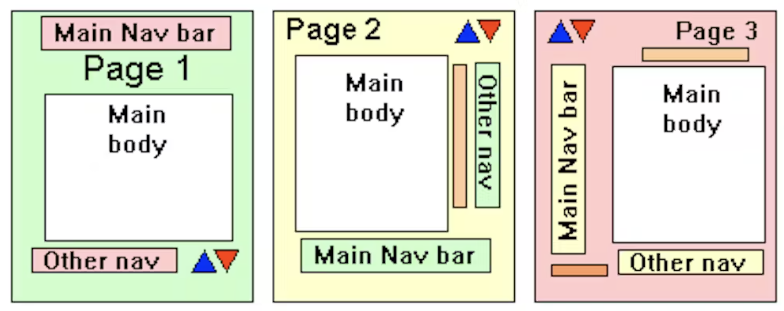 Main Nav bar
Page 1
Main
body
Other nav
Page 2
Main
body
Other nav
Main Nav bar
Page 3
Main Nav bar
Main
body
Other nav